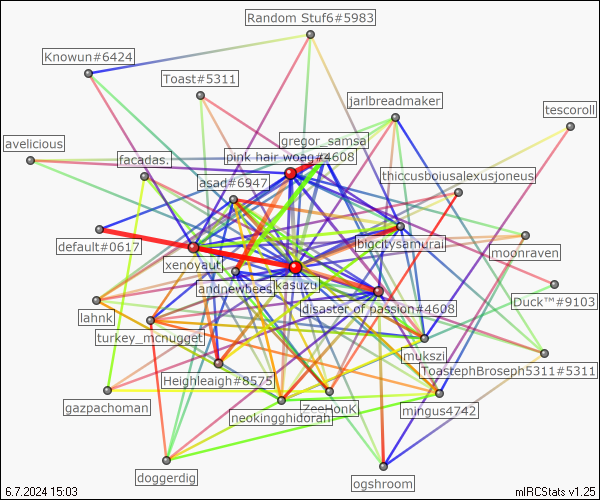 Random Stuf6#5983
Knowun#6424
Toast#5311
jarlbreadmaker
tescoroll
gregor_samsa
avelicious
pink hair woag#4608
facadas.
thiccusboiusalexusjoneus
asad#6947
default#0617
bigcitysamurai
moonraven
xenoyaut
andnewbees
kasuzu
Duck™#9103
disaster of passion#4608
lahnk
turkey_mcnugget
mukszi
ToastephBroseph5311#5311
Heighleaigh#8575
gazpachoman
ZeeHonK
mingus4742
neokingghidorah
doggerdig
ogshroom
6.7.2024 15:03
mIRCStats v1.25